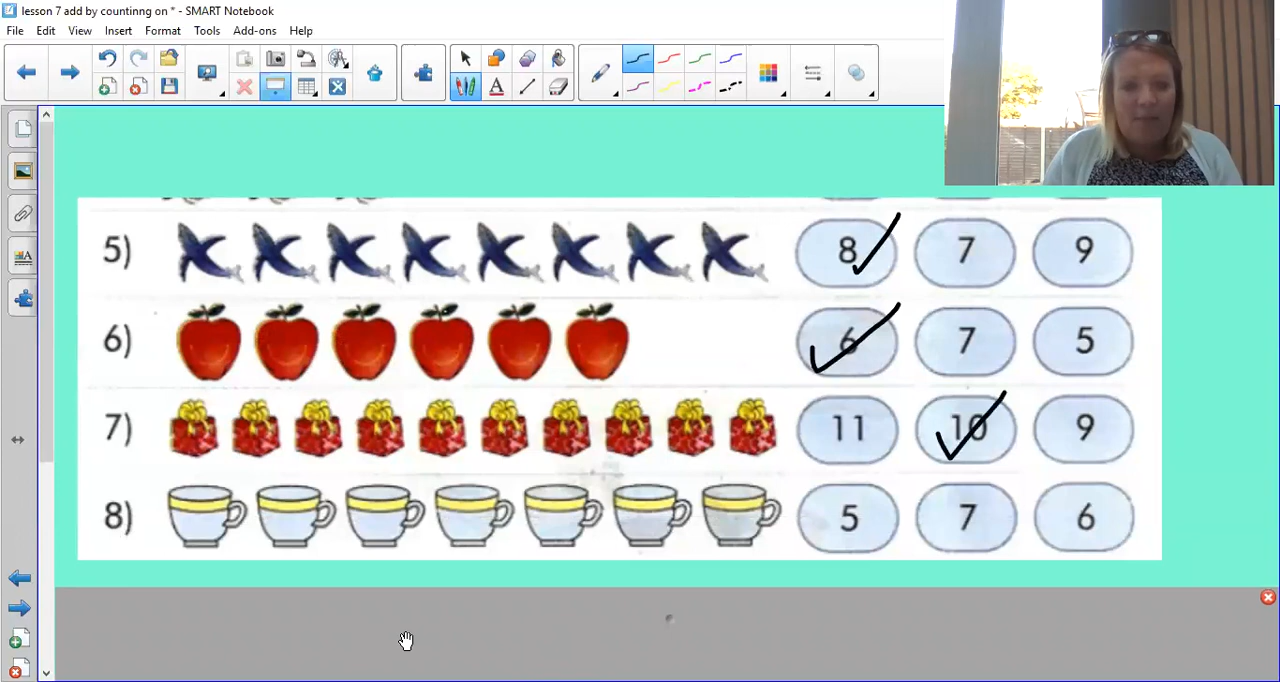 lesson 7 add by countinng on * - SMART Notebook
File Edit View Insert Format Tools Add-ons Help
5) 8 7 9
6) 6 7 5
7) 11 10 9
8) 5 7 6